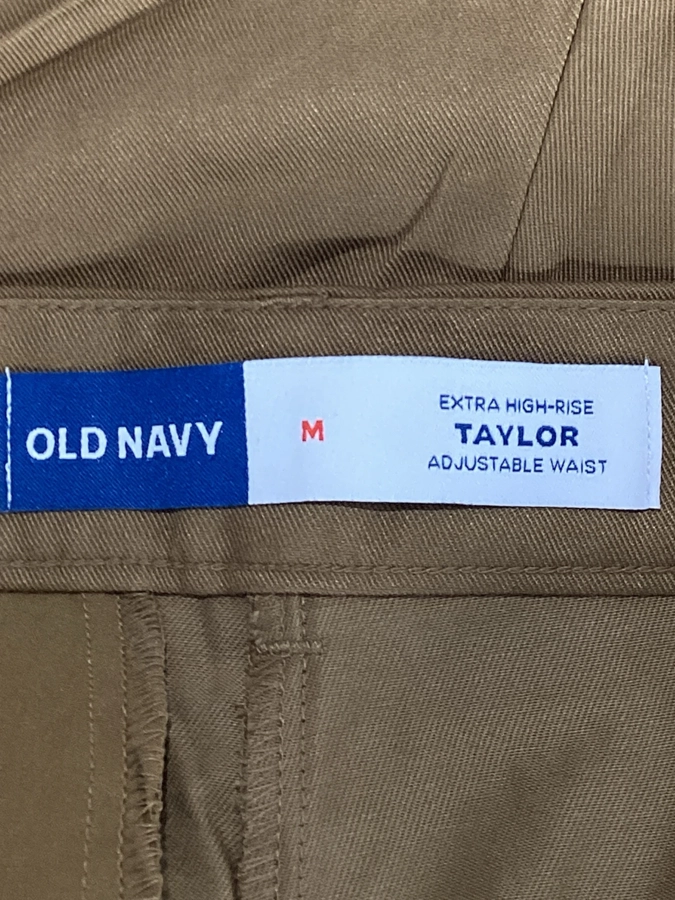 OLD NAVY
M
EXTRA HIGH-RISE
TAYLOR
ADJUSTABLE WAIST